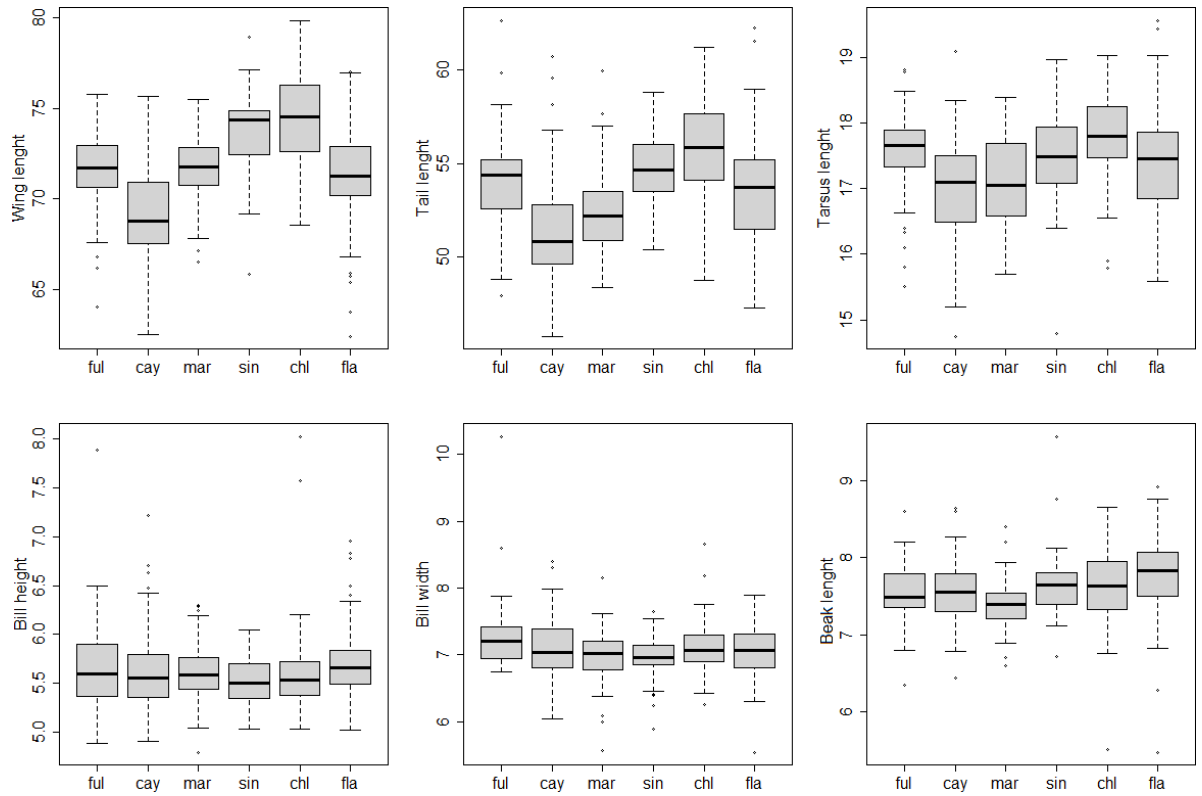 Wing lenght
80
75
70
65
ful cay mar sin chl fla
Tail lenght
60
55
50
ful cay mar sin chl fla
Tarsus lenght
19
18
17
16
15
ful cay mar sin chl fla
Bill height
8.0
7.5
7.0
6.5
6.0
5.5
5.0
ful cay mar sin chl fla
Bill width
10
9
8
7
6
ful cay mar sin chl fla
Beak lenght
9
8
7
6
ful cay mar sin chl fla